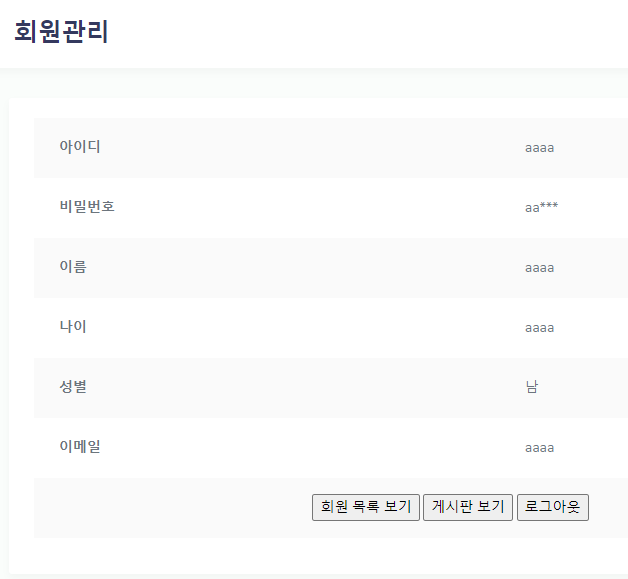 회원관리
아이디 aaaa
비밀번호 aa***
이름 aaaa
나이 aaaa
성별 남
이메일 aaaa
회원 목록 보기 게시판 보기 로그아웃